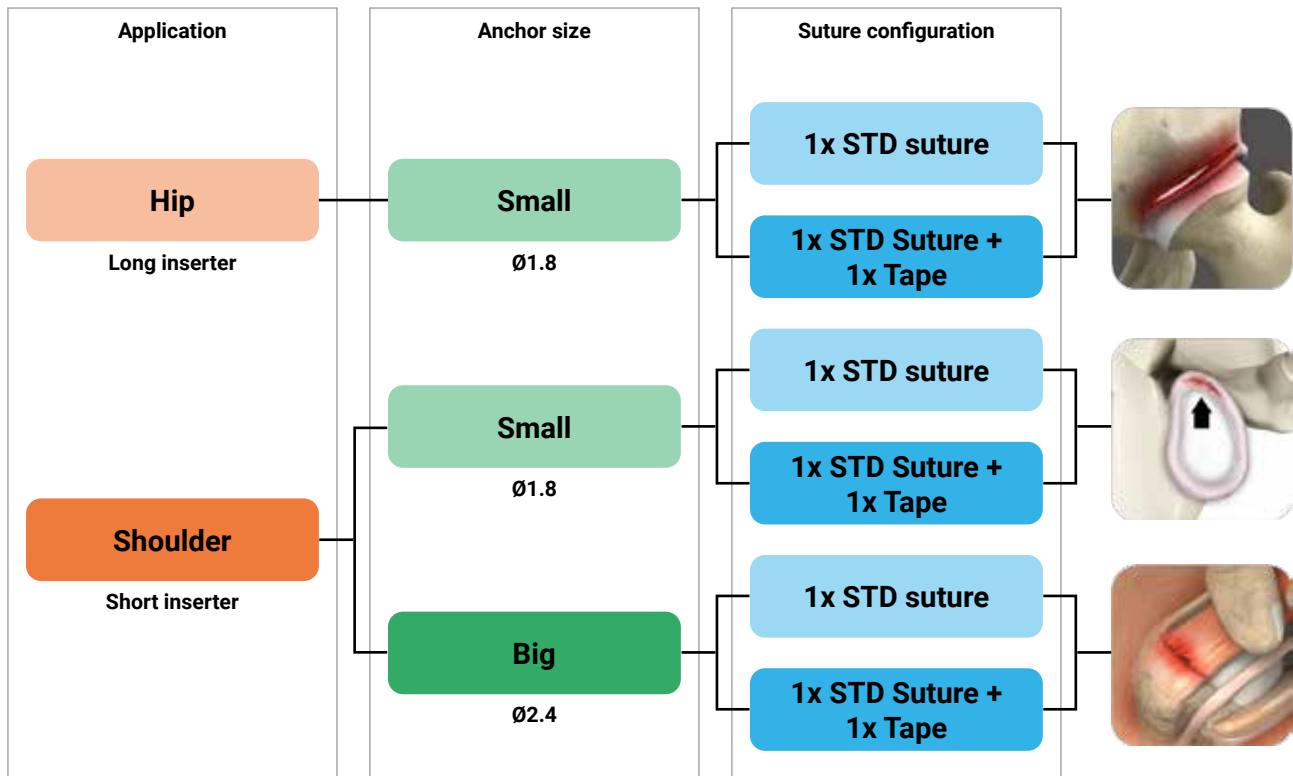 Application
Anchor size
Suture configuration
Hip
Long inserter
Small
Ø1.8
1x STD suture
1x STD Suture +
1x Tape
Shoulder
Short inserter
Small
Ø1.8
1x STD suture
1x STD Suture +
1x Tape
Big
Ø2.4
1x STD suture
1x STD Suture +
1x Tape